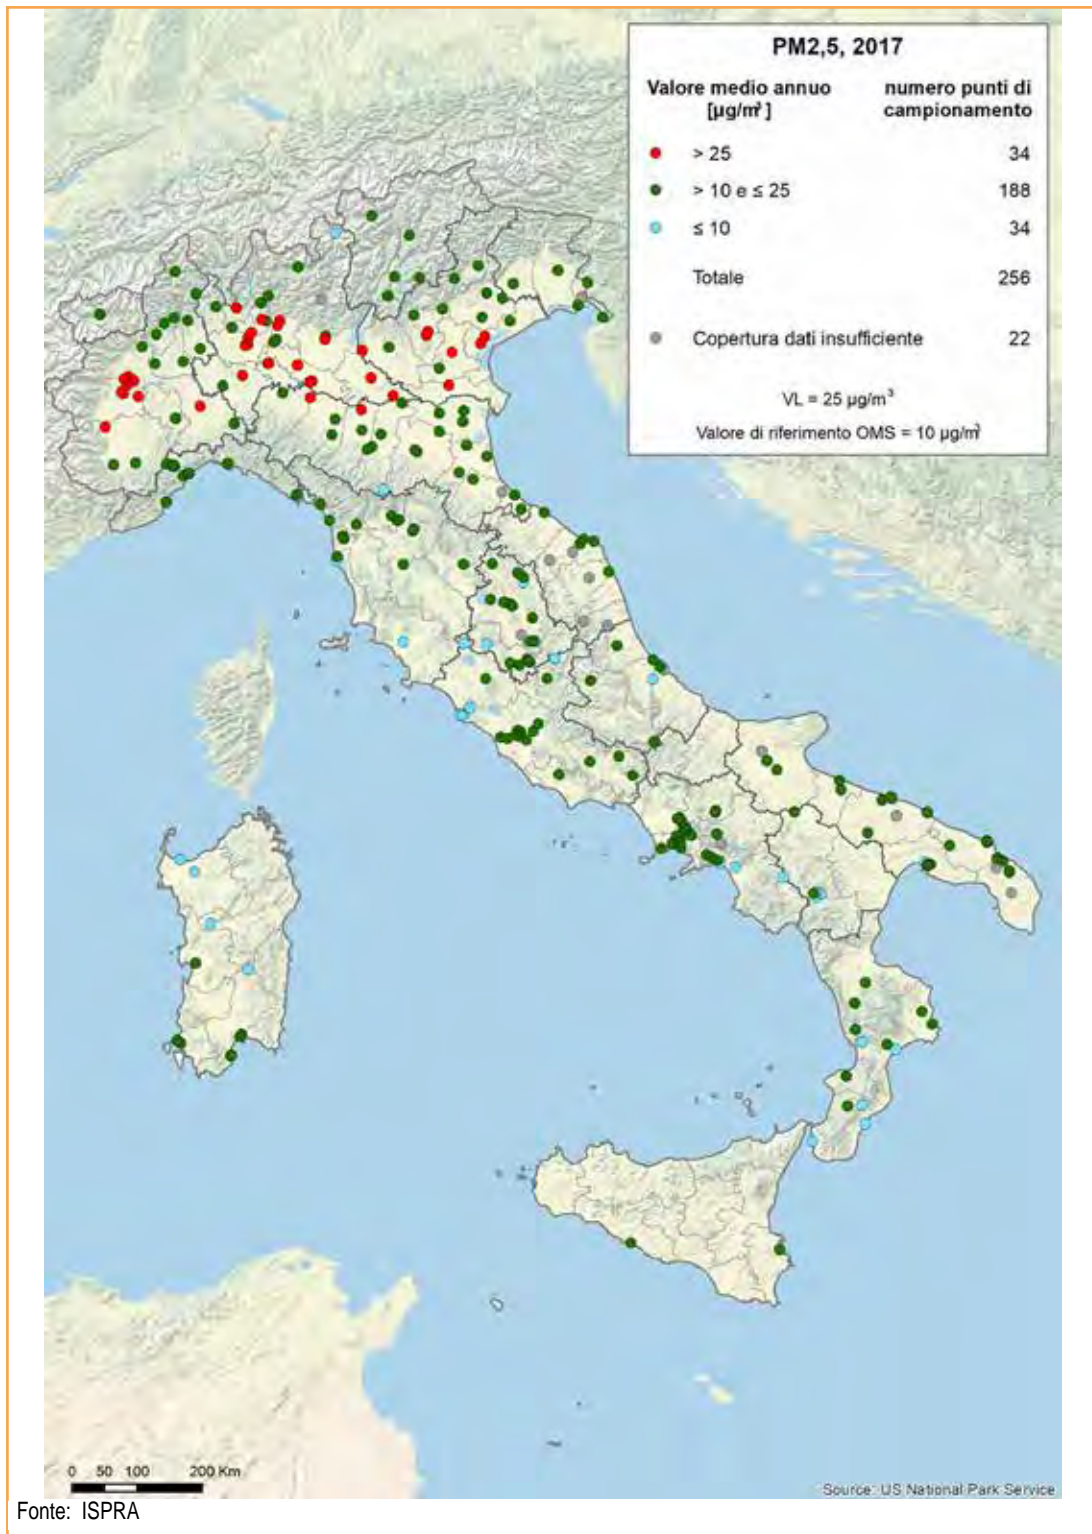 PM2,5, 2017
Valore medio annuo numero punti di
[µg/m³ ] campionamento
> 25 34
> 10 e ≤ 25 188
≤ 10 34
Totale 256
Copertura dati insufficiente 22
VL = 25 µg/m³
Valore di riferimento OMS = 10 µg/m³
0 50 100 200 Km
Source: US National Park Service
Fonte: ISPRA